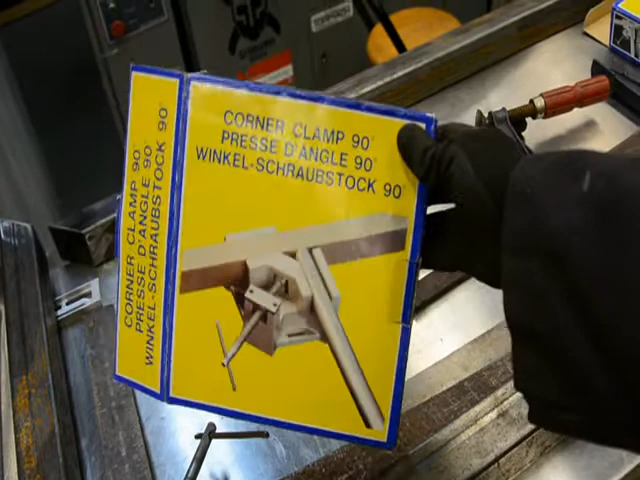 CORNER CLAMP 90°
PRESSE D'ANGLE 90°
WINKEL-SCHRAUBSTOCK 90°
CORNER CLAMP 90°
PRESSE D'ANGLE 90°
WINKEL-SCHRAUBSTOCK 90°